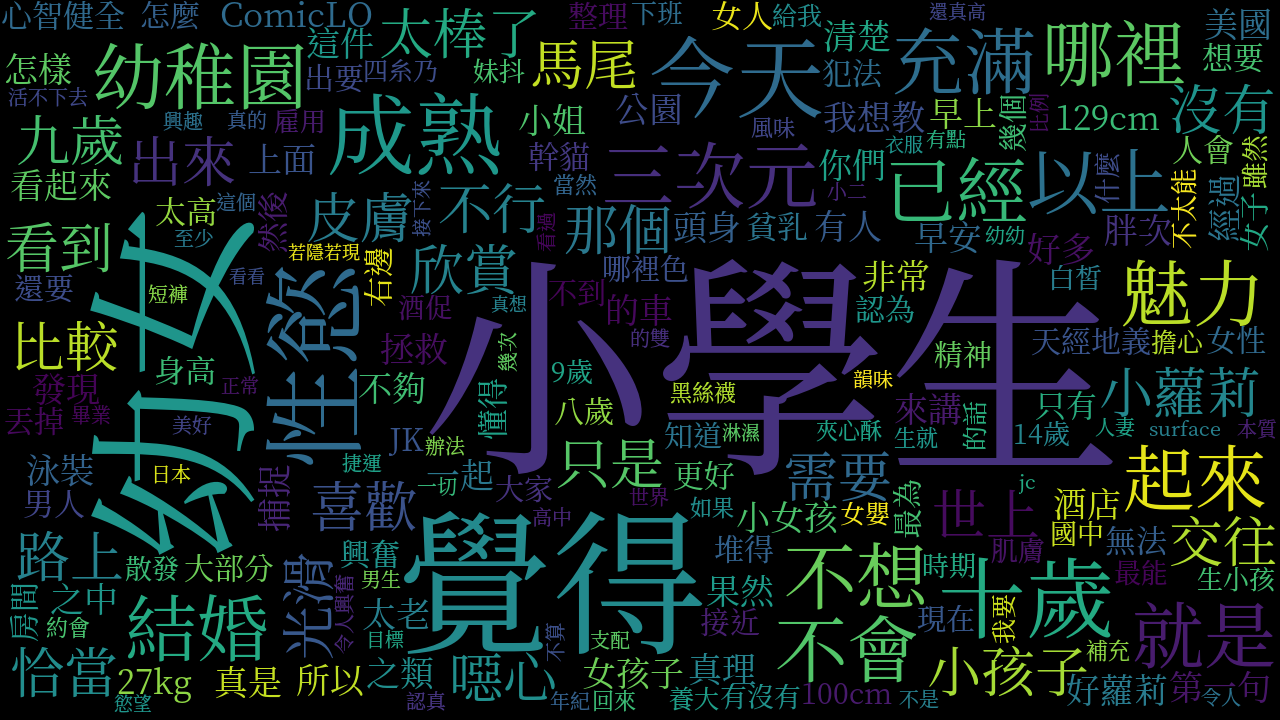 心智健全 怎麼 ComicLO 這件 太棒了 整理 下班 女人 給我 還真高 美國
怎樣 幼稚園 出要 四糸乃 妹抖 馬尾 今天 清楚 充滿 哪裡 想要
活不下去 興趣 真的 雇用 成熟 小姐 公園 犯法 我想教 早上 幾個 比例 129cm 沒有
九歲 出來 上面 幹貓 風味 三次元 你們 衣服 有點 已經 以上 什麼 人會 雖然
看起來 太高 這個 然後 皮膚 接下來 不行 當然 那個 頭身 貧乳 有人 小二 早安 幼幼 好多 胖次 不太能 經過 女子
看到 至少 若隱若現 右邊 欣賞 看過 哪裡色 非常 白皙 魅力
還要 幼女 短褲 看看 性慾 酒促 真想 不到 的車 認為 小學生 天經地義 擔心 女性
比較 身高 正常 拯救 幾次 的雙 精神
發現 不夠 懂得 9歲 黑絲襪 韻味 來講 的話 只有 小蘿莉
丟掉 畢業 美好 JK 辦法 八歲 知道 淋濕 夾心酥 生就 14歲 人妻 surface 本質
泳裝 日本 捕捉 捷運 一切 起 只是 更好 需要 jc 起來
男人 喜歡 大家 世界 如果 女嬰 最為 世上 酒店
路上 散發 大部分 光滑 興奮 高中 覺得 小女孩 堆得 不想 時期 肌膚 國中 無法 交往
房間 之中 令人興奮 男生 果然 十歲 最能 生小孩
約會 結婚 太老 目標 不算 支配 接近 不會 現在 我要 補充 就是
恰當 27kg 真是 所以 之類 噁心 女孩子 真理 小孩子 好蘿莉 第一句
慾望 認真 年紀 回來 養大有沒有 100cm 不是 令人